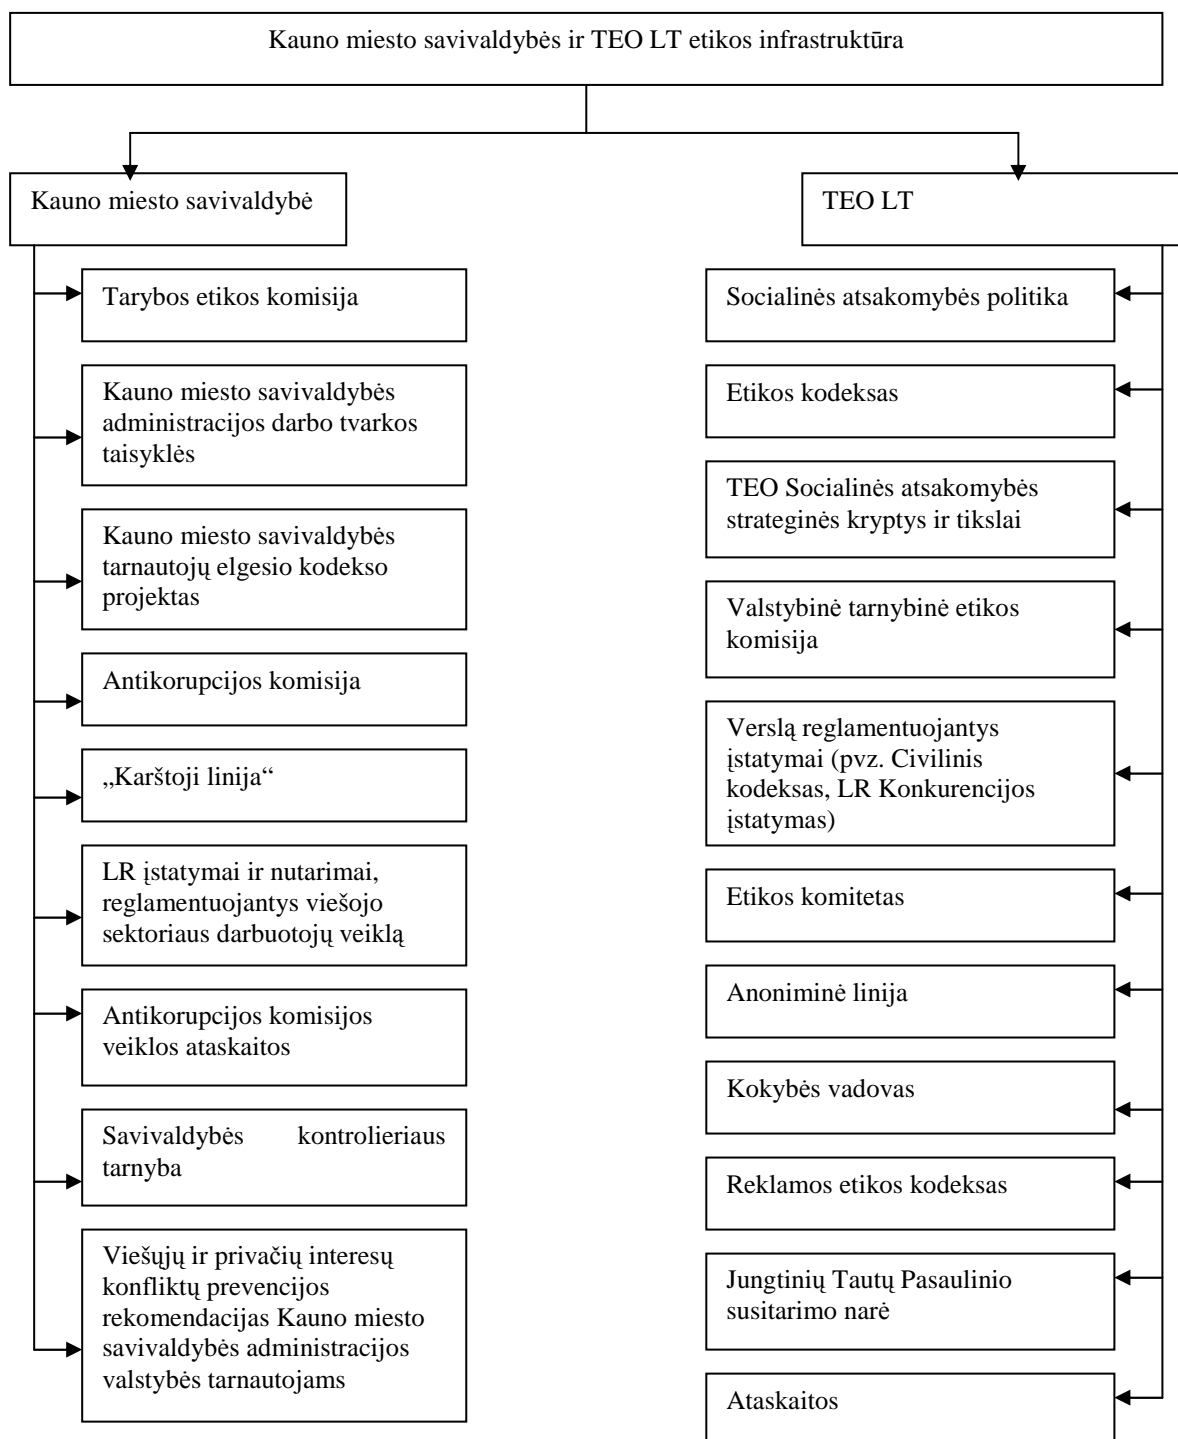 Kauno miesto savivaldybės ir TEO LT etikos infrastruktūra
Kauno miesto savivaldybė
Tarybos etikos komisija
Kauno miesto savivaldybės
administracijos darbo tvarkos
taisyklės
Kauno miesto savivaldybės
tarnautojų elgesio kodekso
projektas
Antikorupcijos komisija
„Karštoji linija“
LR įstatymai ir nutarimai,
reglamentuojantys viešojo
sektoriaus darbuotojų veiklą
Antikorupcijos komisijos
veiklos ataskaitos
Savivaldybės kontrolieriaus
tarnyba
Viešųjų ir privačių interesų
konfliktų prevencijos
rekomendacijas Kauno miesto
savivaldybės administracijos
valstybės tarnautojams
TEO LT
Socialinės atsakomybės politika
Etikos kodeksas
TEO Socialinės atsakomybės
strateginės kryptys ir tikslai
Valstybinė tarnybinė etikos
komisija
Verslą reglamentuojantys
įstatymai (pvz. Civilinis
kodeksas, LR Konkurencijos
įstatymas)
Etikos komitetas
Anoniminė linija
Kokybės vadovas
Reklamos etikos kodeksas
Jungtinių Tautų Pasaulinio
susitarimo narė
Ataskaitos